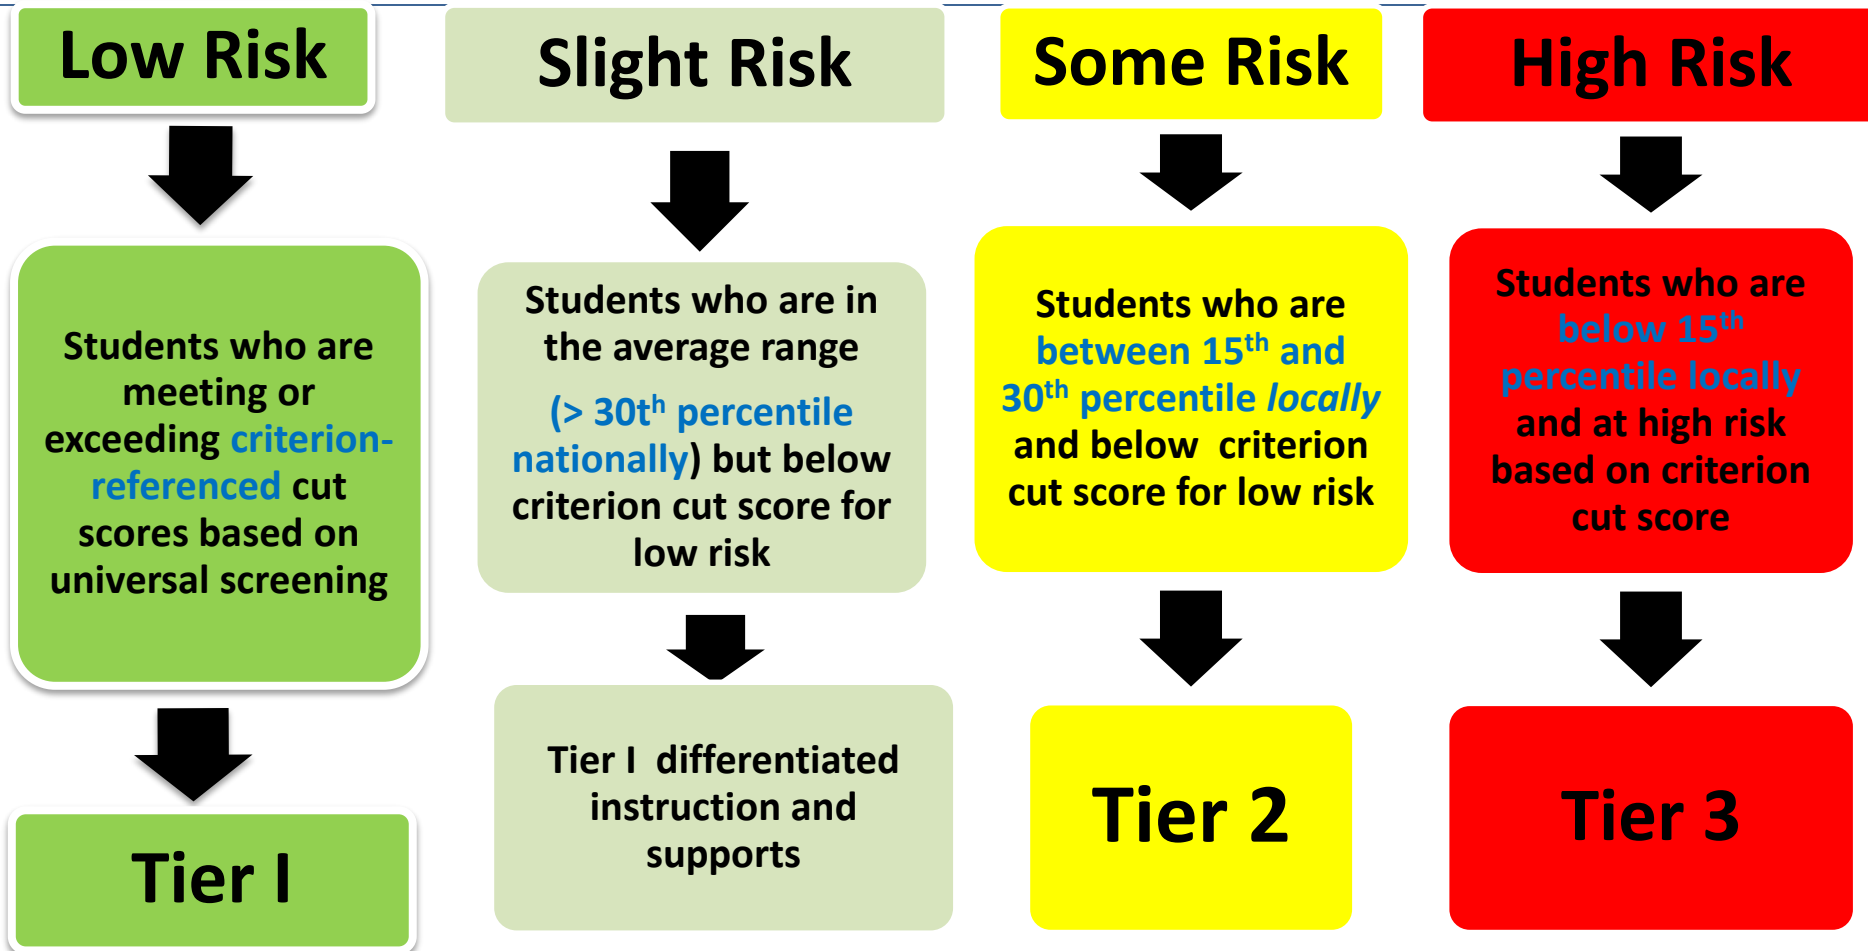 Low Risk
Students who are
meeting or
exceeding criterion-
referenced cut
scores based on
universal screening
Tier I
Slight Risk
Students who are in
the average range
(> 30th percentile
nationally) but below
criterion cut score for
low risk
Tier I  differentiated
instruction and
supports
Some Risk
Students who are
between 15th and
30th percentile locally
and below  criterion
cut score for low risk
Tier 2
High Risk
Students who are
below 15th
percentile locally
and at high risk
based on criterion
cut score
Tier 3